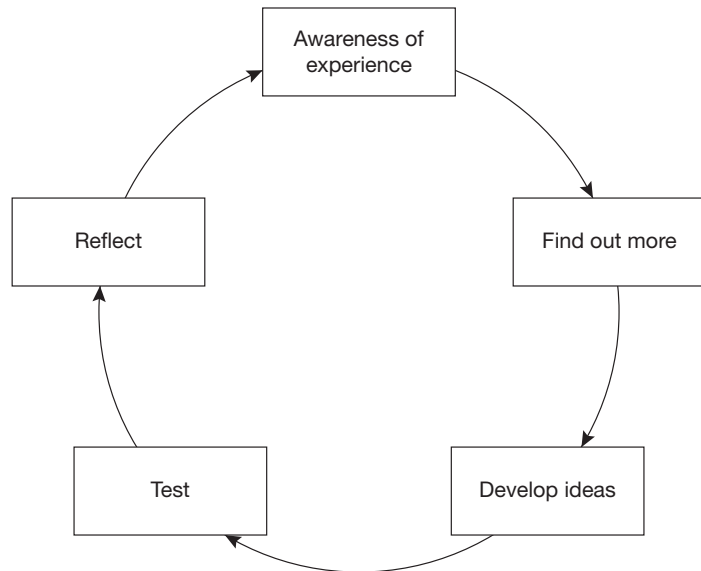 Awareness of
experience
Find out more
Develop ideas
Test
Reflect